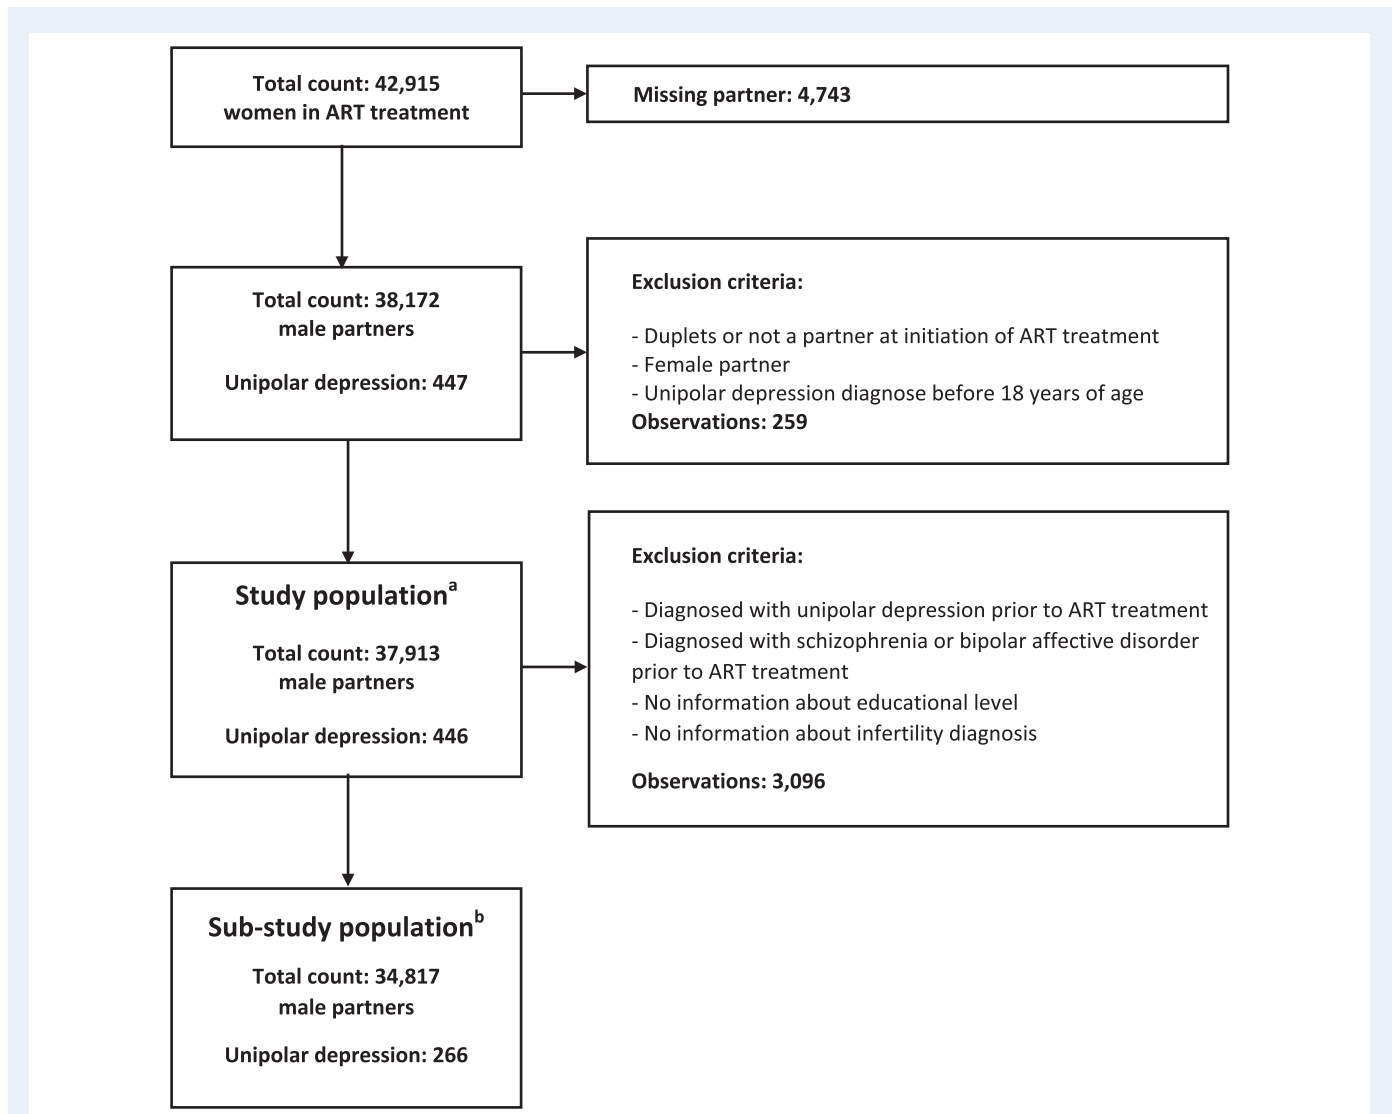 Total count: 42,915
women in ART treatment
Missing partner: 4,743
Total count: 38,172
male partners
Unipolar depression: 447
Exclusion criteria:
- Duplets or not a partner at initiation of ART treatment
- Female partner
- Unipolar depression diagnose before 18 years of age
Observations: 259
Study populationᵃ
Total count: 37,913
male partners
Unipolar depression: 446
Exclusion criteria:
- Diagnosed with unipolar depression prior to ART treatment
- Diagnosed with schizophrenia or bipolar affective disorder
prior to ART treatment
- No information about educational level
- No information about infertility diagnosis
Observations: 3,096
Sub-study populationᵇ
Total count: 34,817
male partners
Unipolar depression: 266